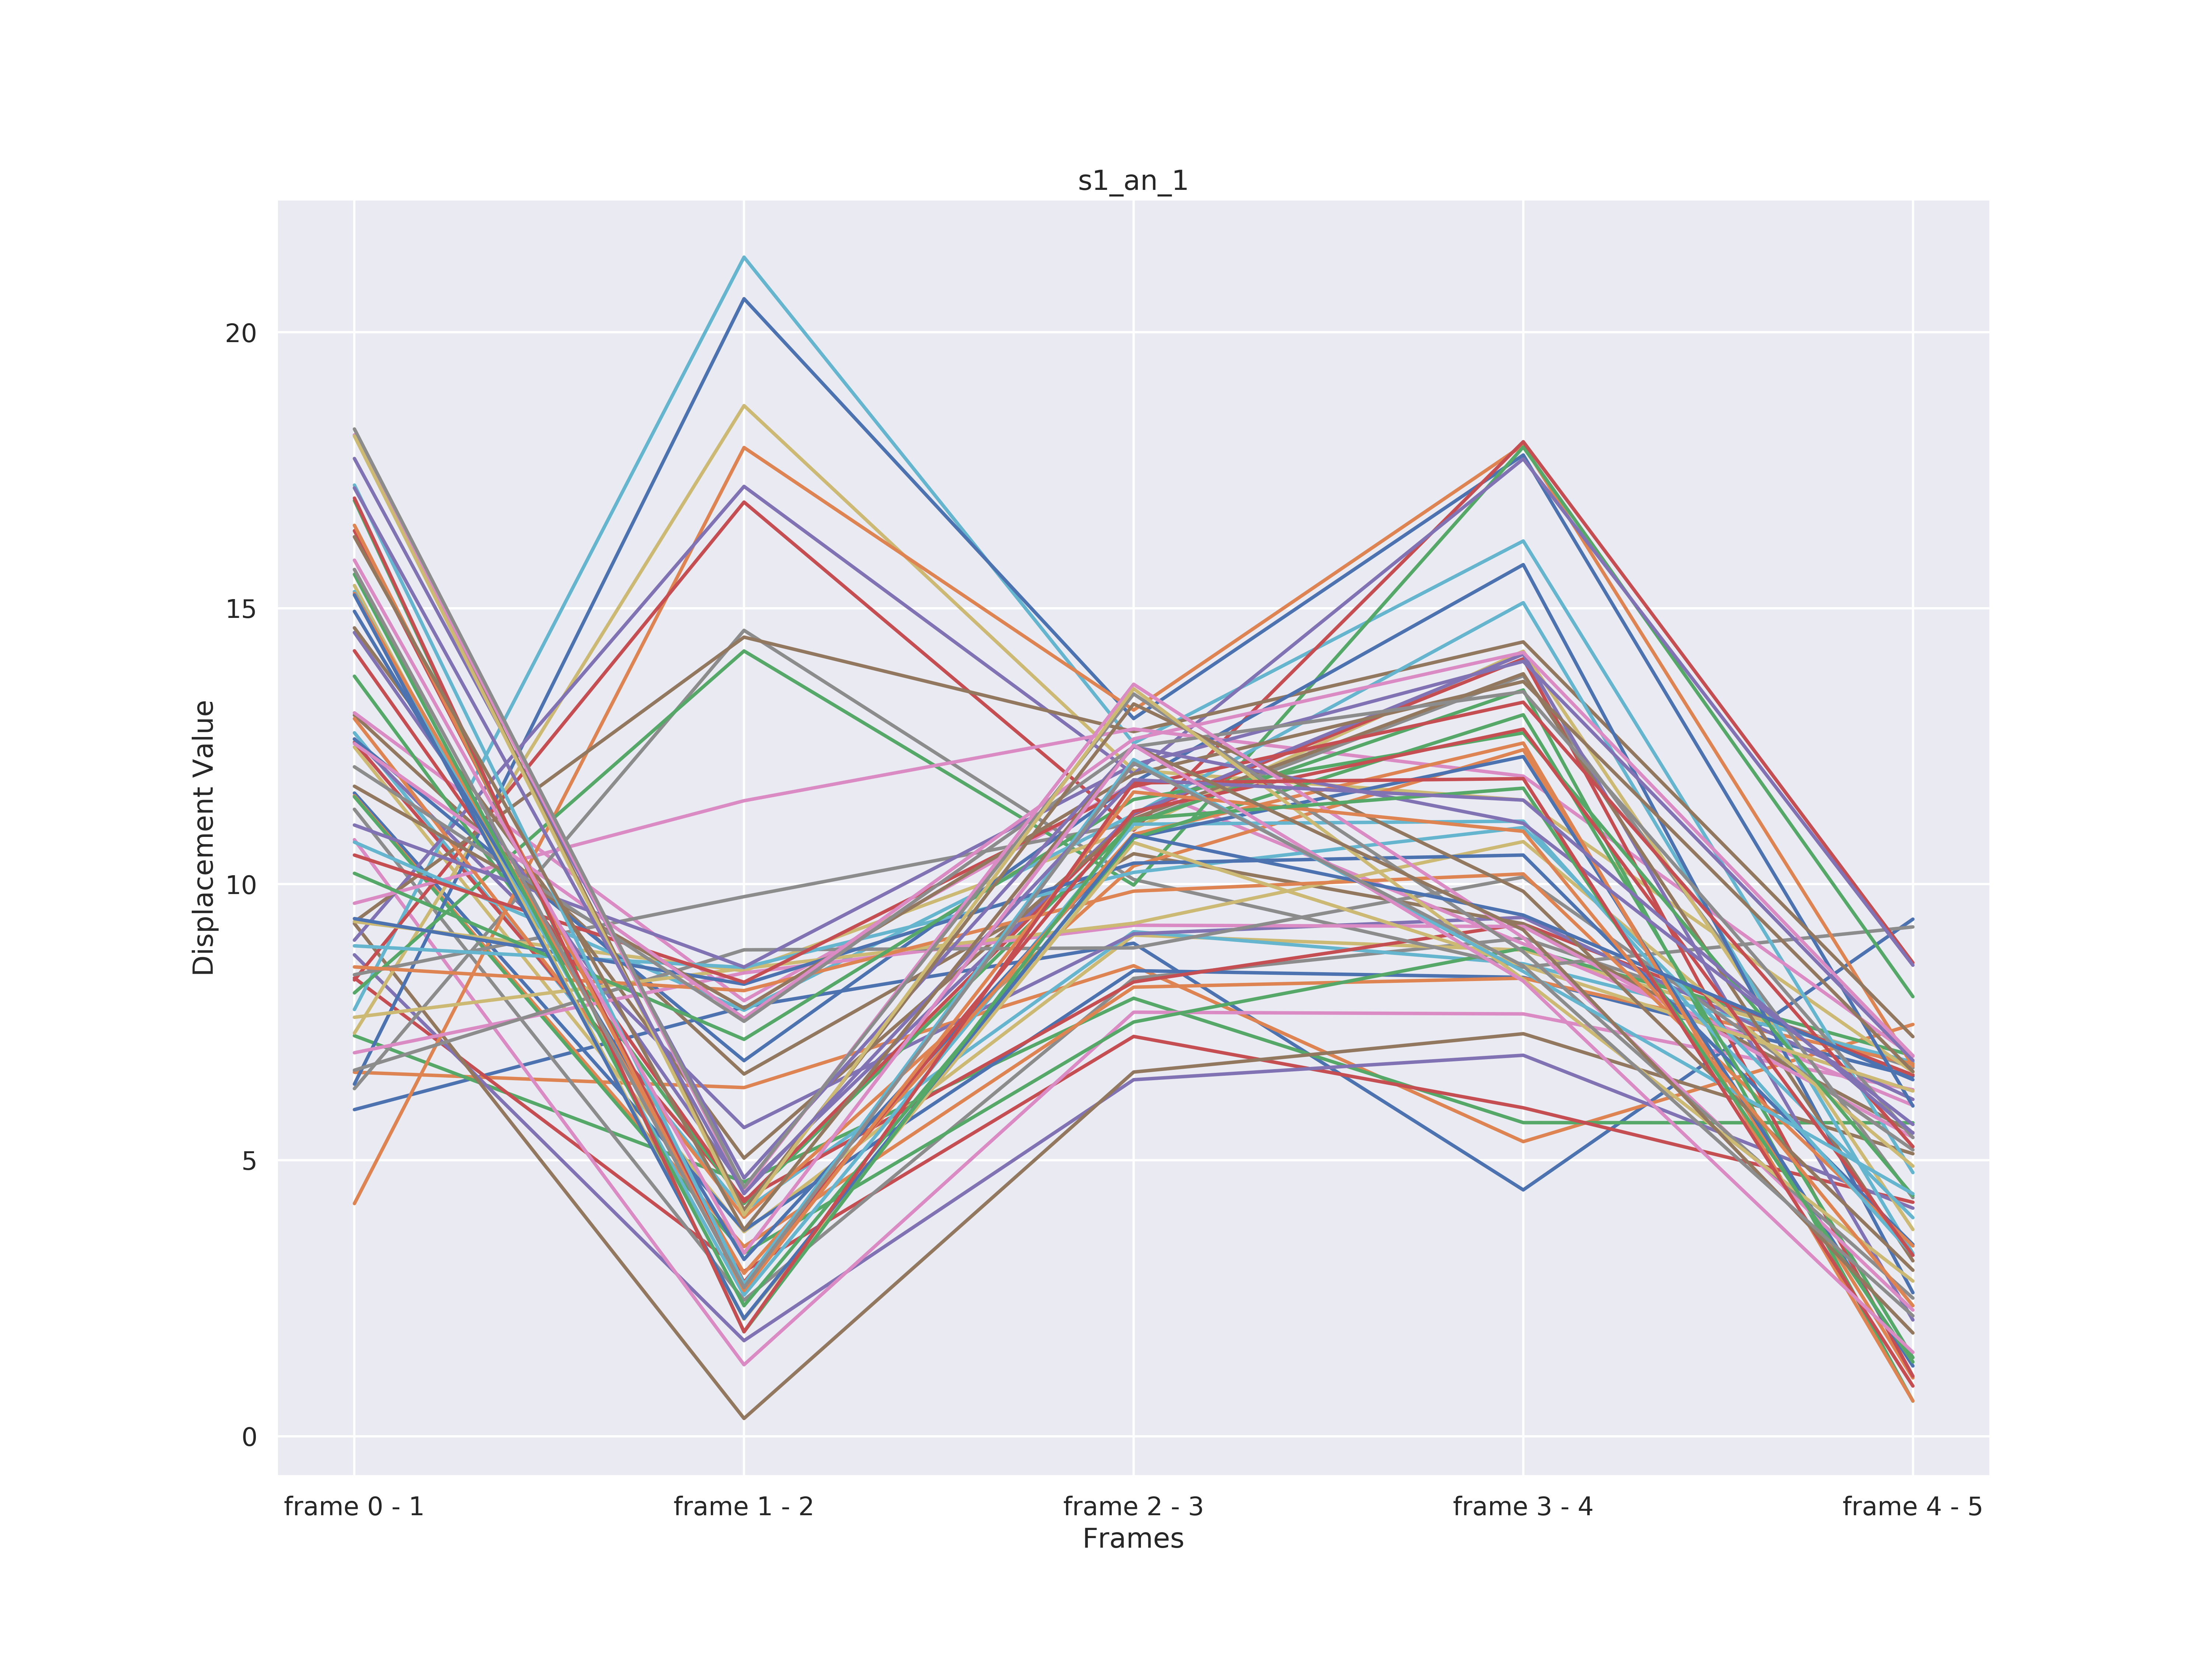 s1_an_1
Displacement Value
20
15
10
5
0
frame 0 - 1
frame 1 - 2
frame 2 - 3
frame 3 - 4
frame 4 - 5
Frames